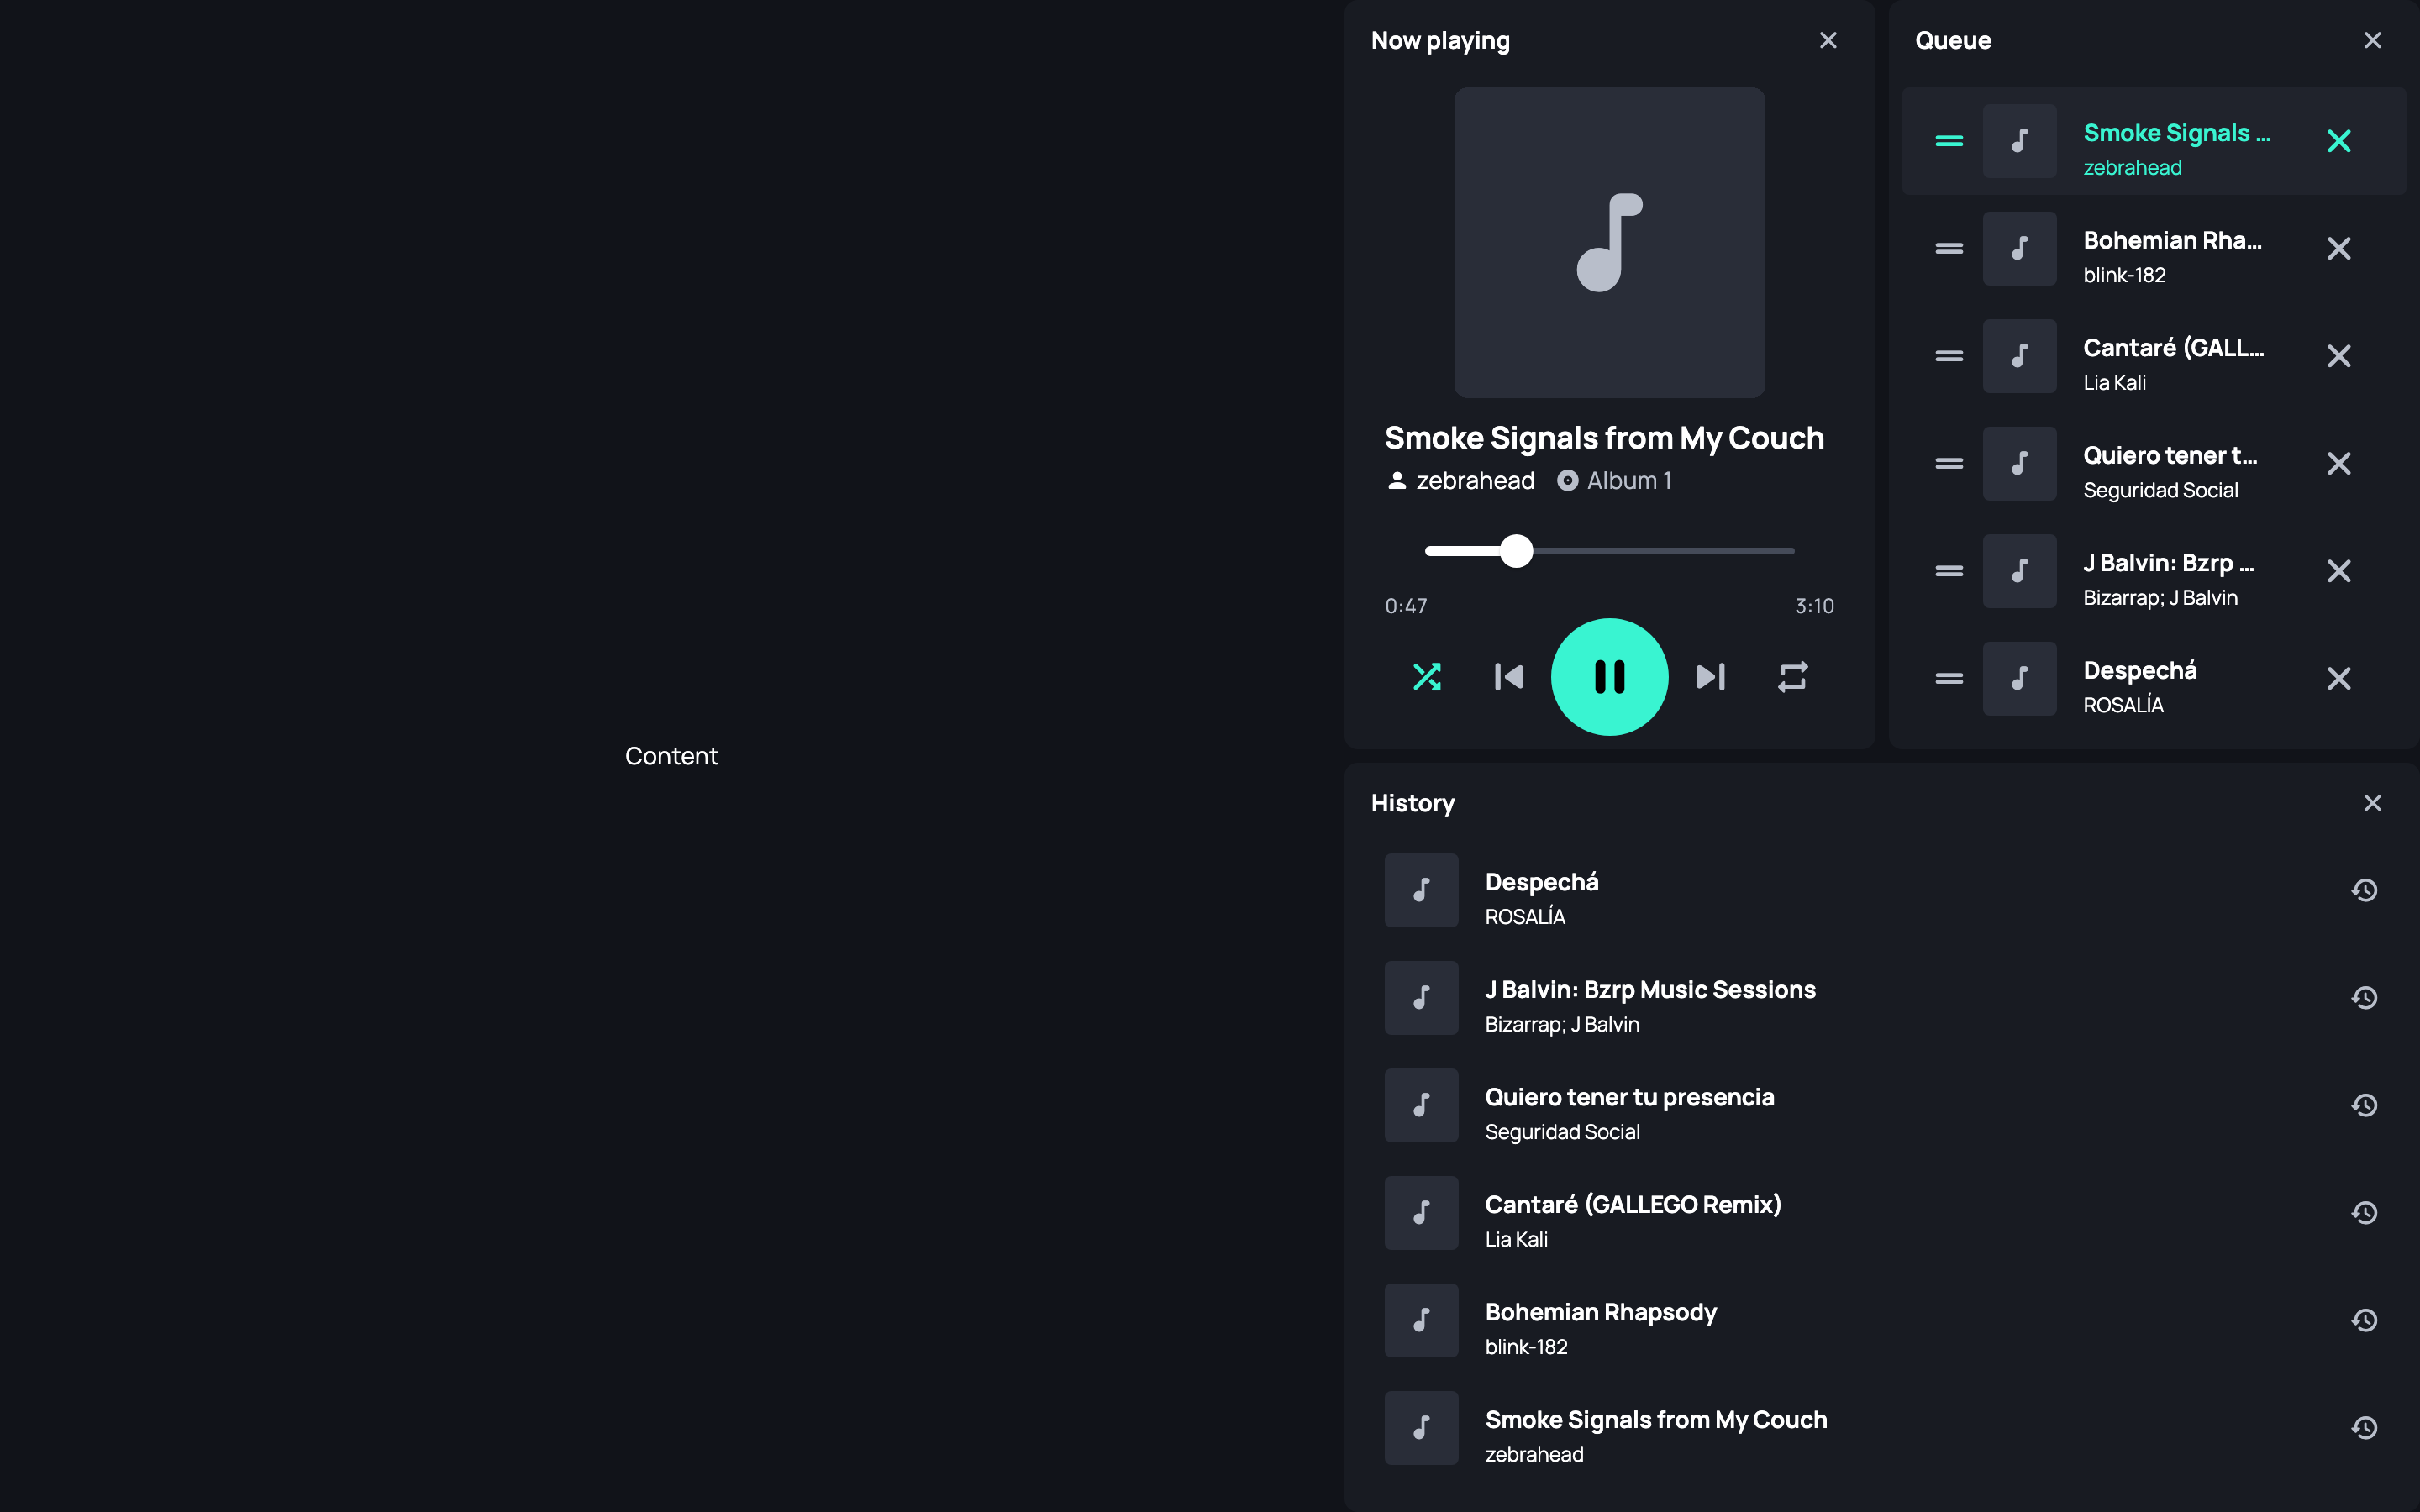 Content
Now playing
Smoke Signals from My Couch
zebrahead Album 1
0:47 3:10
Queue
Smoke Signals ...
zebrahead
Bohemian Rha...
blink-182
Cantaré (GALL...
Lia Kali
Quiero tener t...
Seguridad Social
J Balvin: Bzrp ...
Bizarrap; J Balvin
Despechá
ROSALÍA
History
Despechá
ROSALÍA
J Balvin: Bzrp Music Sessions
Bizarrap; J Balvin
Quiero tener tu presencia
Seguridad Social
Cantaré (GALLEGO Remix)
Lia Kali
Bohemian Rhapsody
blink-182
Smoke Signals from My Couch
zebrahead